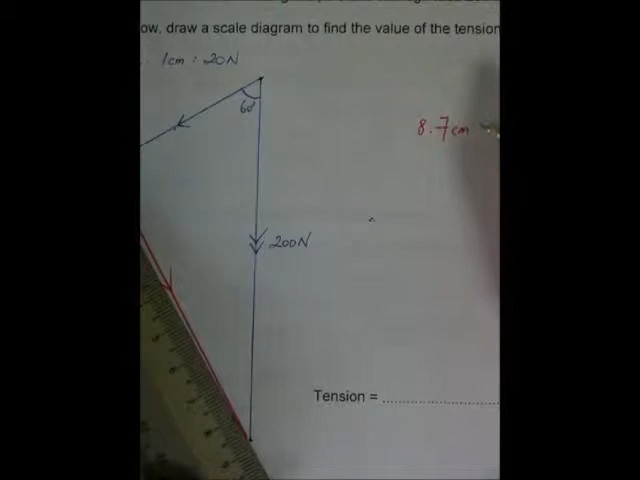 ow, draw a scale diagram to find the value of the tension
1cm : 20N
60°
8.7cm
200N
Tension = ........................